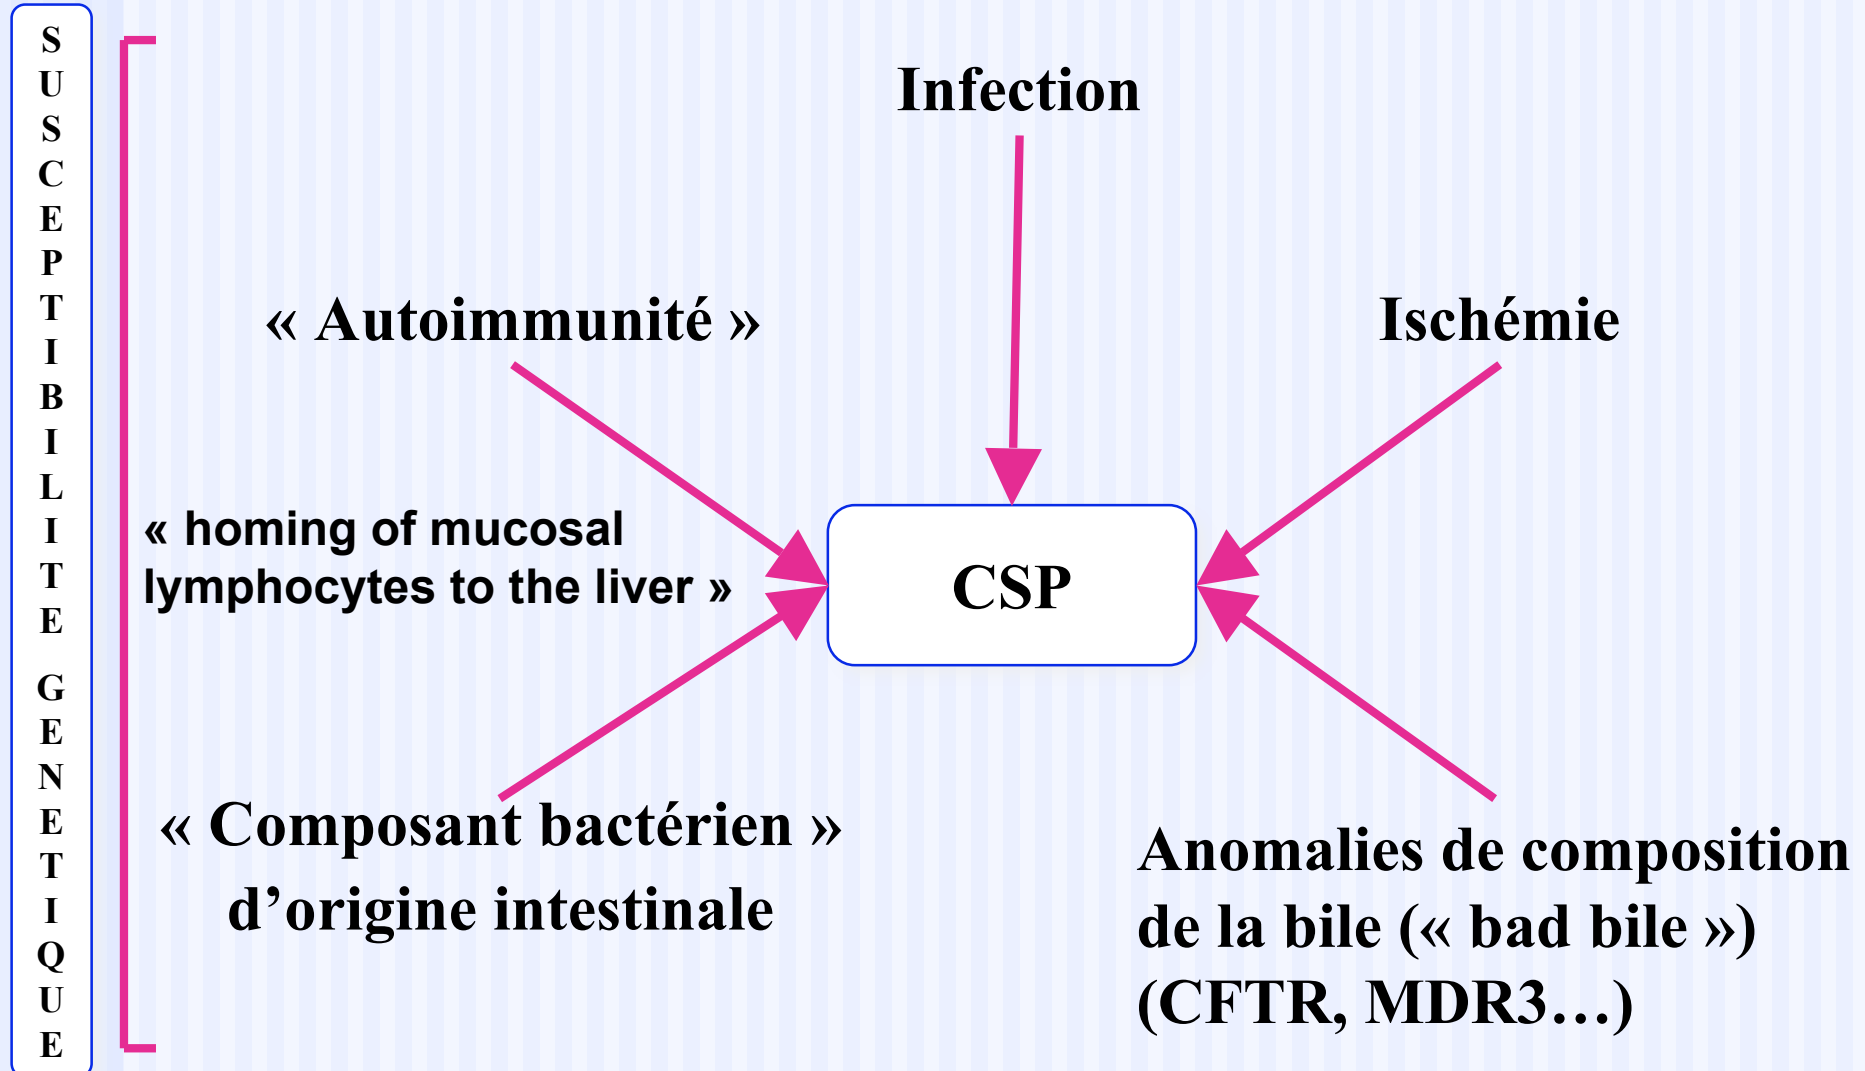 SUSCEPTIBILITE GENETIQUE
Infection
« Autoimmunité »
Ischémie
« homing of mucosal
lymphocytes to the liver »
CSP
« Composant bactérien »
d’origine intestinale
Anomalies de composition
de la bile (« bad bile »)
(CFTR, MDR3…)